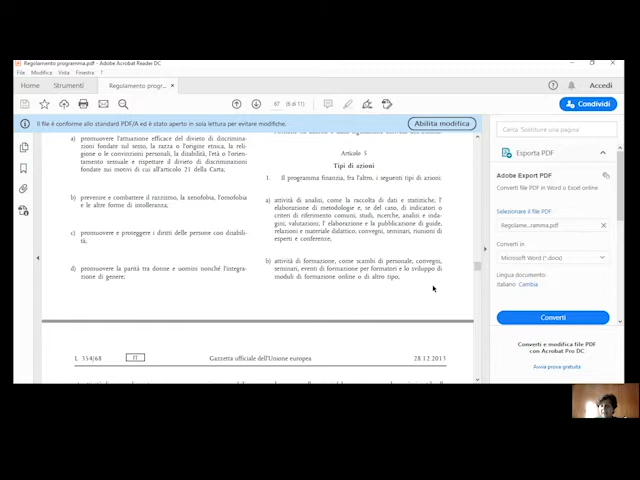 Regolamento programma.pdf - Adobe Acrobat Reader DC
File Modifica Vista Finestra ?
Home Strumenti Regolamento progr... × Accedi
67 (6 di 11) Condividi
Il file è conforme allo standard PDF/A ed è stato aperto in sola lettura per evitare modifiche. Abilita modifica
a) promuovere l'attuazione efficace del divieto di discrimina-
zioni fondate sul sesso, la razza o l'origine etnica, la reli-
gione o le convinzioni personali, la disabilità, l'età o l'orien-
tamento sessuale e rispettare il divieto di discriminazioni
fondate sui motivi di cui all'articolo 21 della Carta;
b) prevenire e combattere il razzismo, la xenofobia, l'omofobia
e le altre forme di intolleranza;
c) promuovere e proteggere i diritti delle persone con disabili-
tà;
d) promuovere la parità tra donne e uomini nonché l'integra-
zione di genere;
Articolo 5
Tipi di azioni
1. Il programma finanzia, fra l'altro, i seguenti tipi di azioni:
a) attività di analisi, come la raccolta di dati e statistiche, l'
elaborazione di metodologie e, se del caso, di indicatori o
criteri di riferimento comuni, studi, ricerche, analisi e inda-
gini, valutazioni; l' elaborazione e la pubblicazione di guide,
relazioni e materiale didattico, convegni, seminari, riunioni di
esperti e conferenze;
b) attività di formazione, come scambi di personale, convegni,
seminari, eventi di formazione per formatori e lo sviluppo di
moduli di formazione online o di altro tipo;
L 354/68 IT Gazzetta ufficiale dell'Unione europea 28.12.2013
Cerca 'Sostituire una pagina
Esporta PDF
Adobe Export PDF
Converti file PDF in Word o Excel online
Selezionare il file PDF
Regolame...ramma.pdf ×
Converti in
Microsoft Word (*.docx)
Lingua documento:
Italiano Cambia
Converti
Converti e modifica file PDF
con Acrobat Pro DC
Avvia prova gratuita